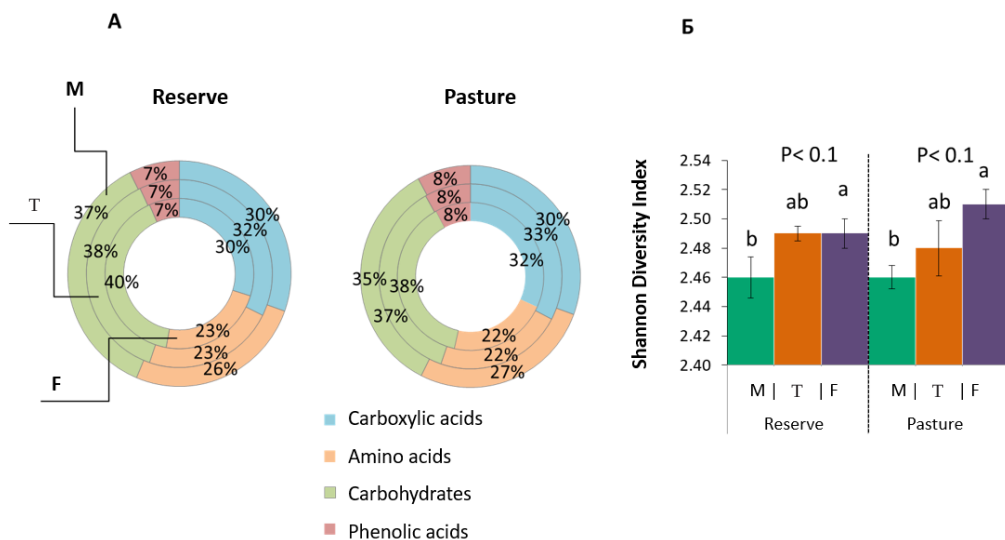 А
Б
M
Reserve
Pasture
T
F
7%
7%
7%
30%
32%
30%
37%
38%
40%
23%
23%
26%
8%
8%
8%
30%
33%
32%
35%
38%
37%
22%
22%
27%
Carboxylic acids
Amino acids
Carbohydrates
Phenolic acids
Shannon Diversity Index
2.54
2.52
2.50
2.48
2.46
2.44
2.42
2.40
P< 0.1
P< 0.1
b
ab
a
b
ab
a
M | T | F
M | T | F
Reserve
Pasture